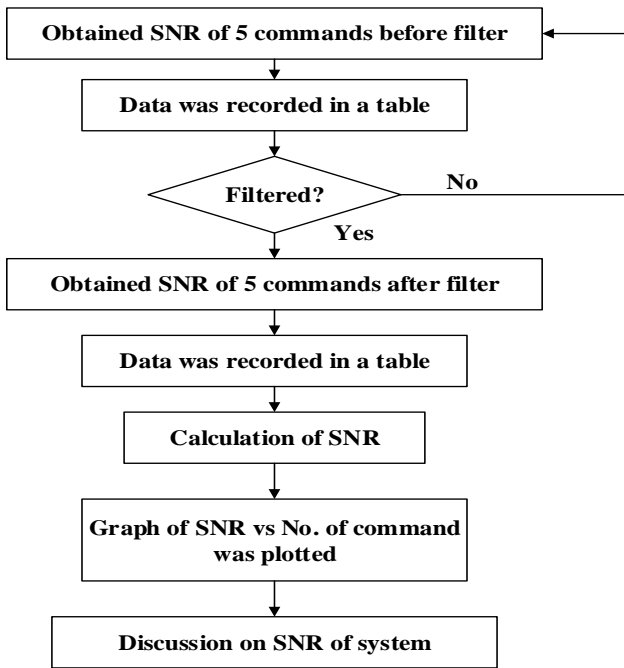 Obtained SNR of 5 commands before filter
Data was recorded in a table
Filtered?
No
Yes
Obtained SNR of 5 commands after filter
Data was recorded in a table
Calculation of SNR
Graph of SNR vs No. of command
was plotted
Discussion on SNR of system